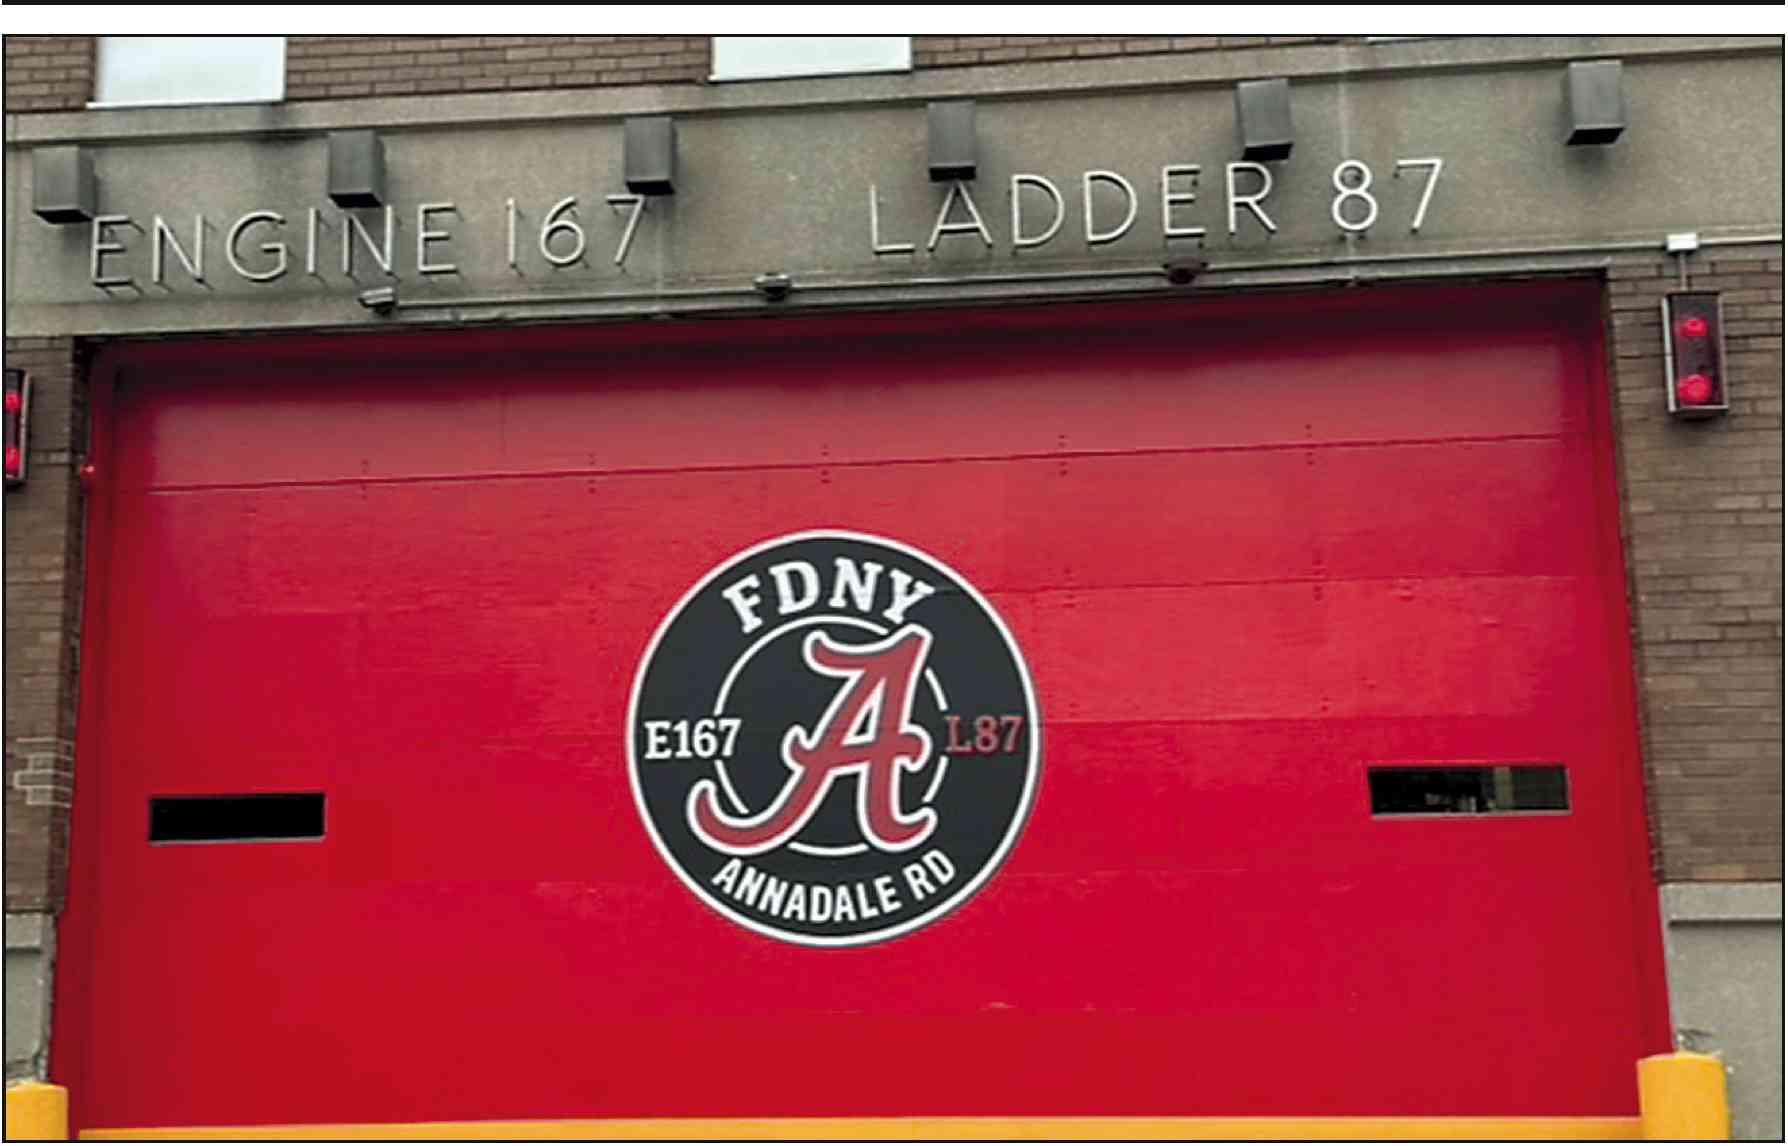 ENGINE 167 LADDER 87
FDNY
A
E167 L87
ANNADALE RD